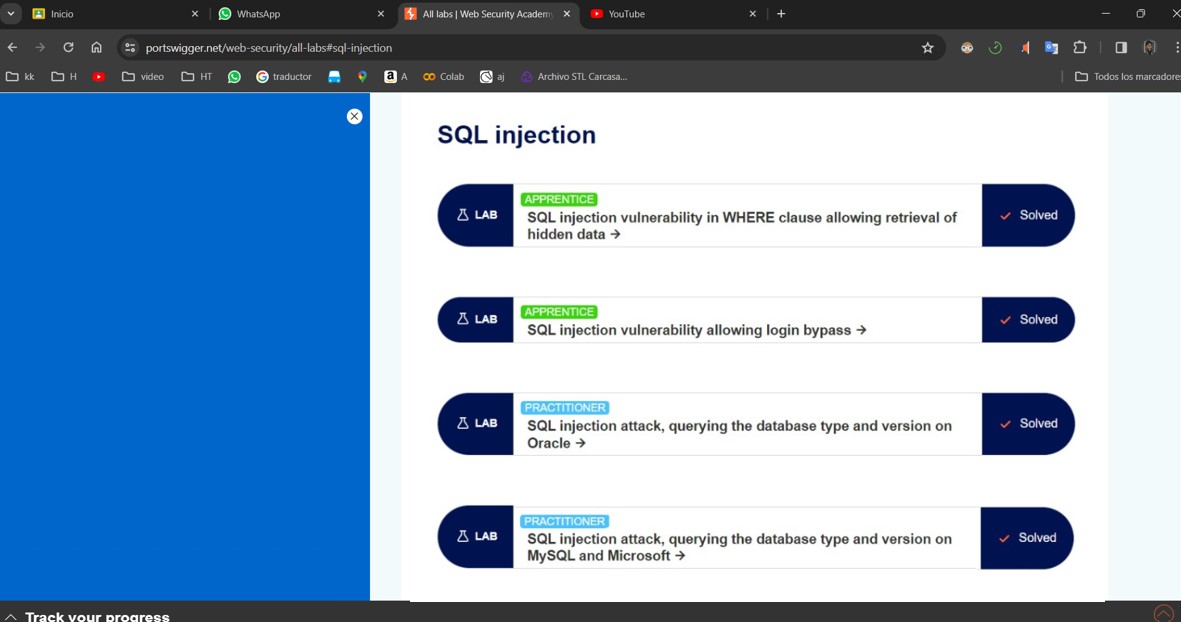 Inicio
WhatsApp
All labs | Web Security Academy
YouTube
portswigger.net/web-security/all-labs#sql-injection
kk
H
video
HT
traductor
A
Colab
aj
Archivo STL Carcasa...
Todos los marcadores
SQL injection
LAB
APPRENTICE
SQL injection vulnerability in WHERE clause allowing retrieval of
hidden data →
Solved
LAB
APPRENTICE
SQL injection vulnerability allowing login bypass →
Solved
LAB
PRACTITIONER
SQL injection attack, querying the database type and version on
Oracle →
Solved
LAB
PRACTITIONER
SQL injection attack, querying the database type and version on
MySQL and Microsoft →
Solved
Track your progress